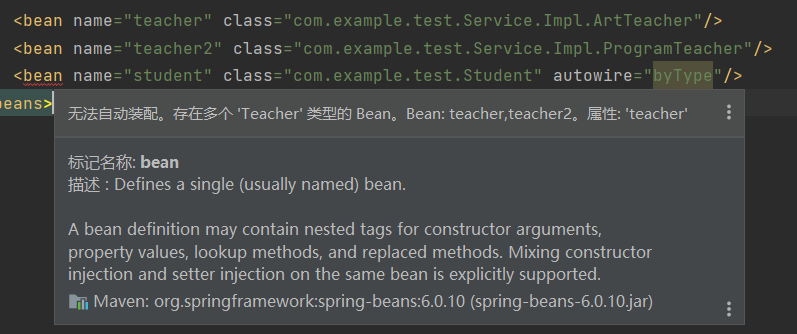 <bean name="teacher" class="com.example.test.Service.Impl.ArtTeacher"/>
<bean name="teacher2" class="com.example.test.Service.Impl.ProgramTeacher"/>
<bean name="student" class="com.example.test.Student" autowire="byType"/>
beans>
无法自动装配。存在多个 'Teacher' 类型的 Bean。Bean: teacher,teacher2。属性: 'teacher'
标记名称: bean
描述 : Defines a single (usually named) bean.
A bean definition may contain nested tags for constructor arguments,
property values, lookup methods, and replaced methods. Mixing constructor
injection and setter injection on the same bean is explicitly supported.
Maven: org.springframework:spring-beans:6.0.10 (spring-beans-6.0.10.jar)